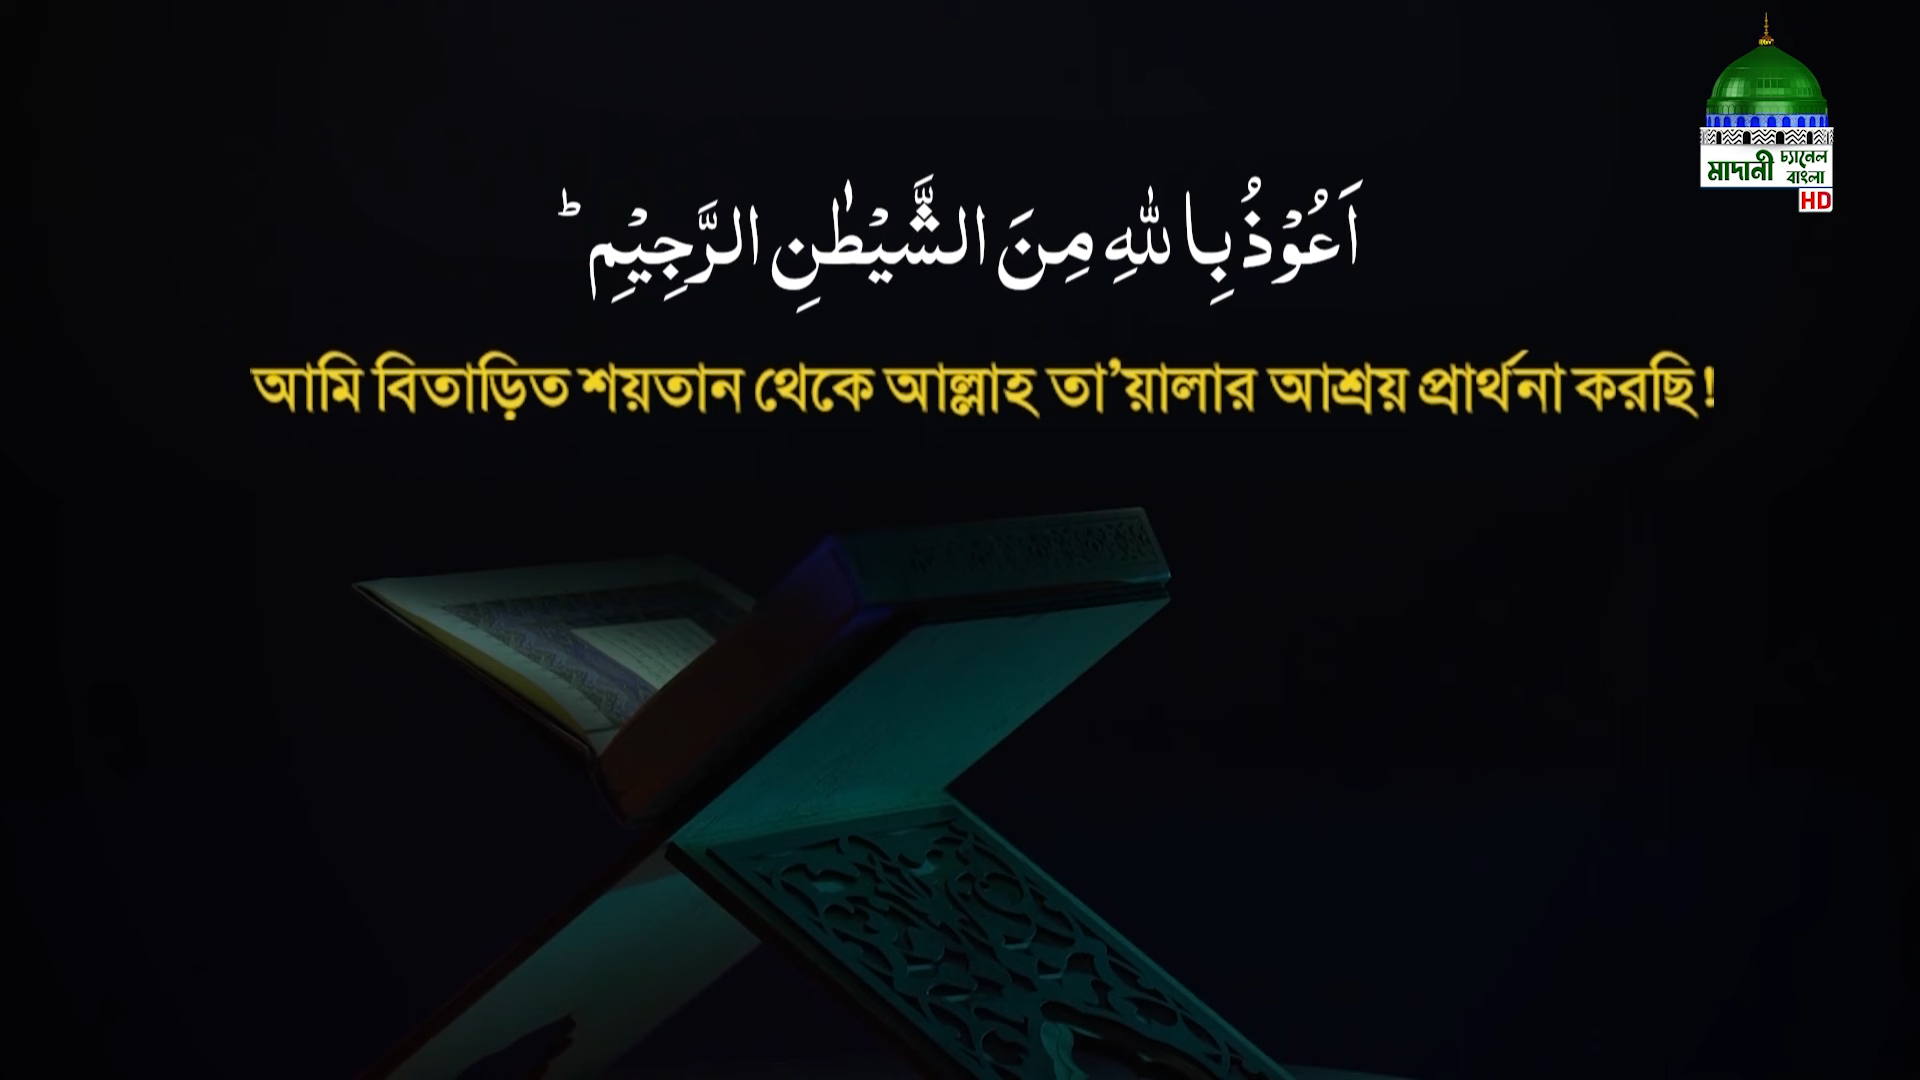 مাদানী চ্যানেল বাংলা
HD
اَعُوْذُ بِاللّٰهِ مِنَ الشَّيْطٰنِ الرَّجِيْمِ ؕ
আমি বিতাড়িত শয়তান থেকে আল্লাহ তা’য়ালার আশ্রয় প্রার্থনা করছি!